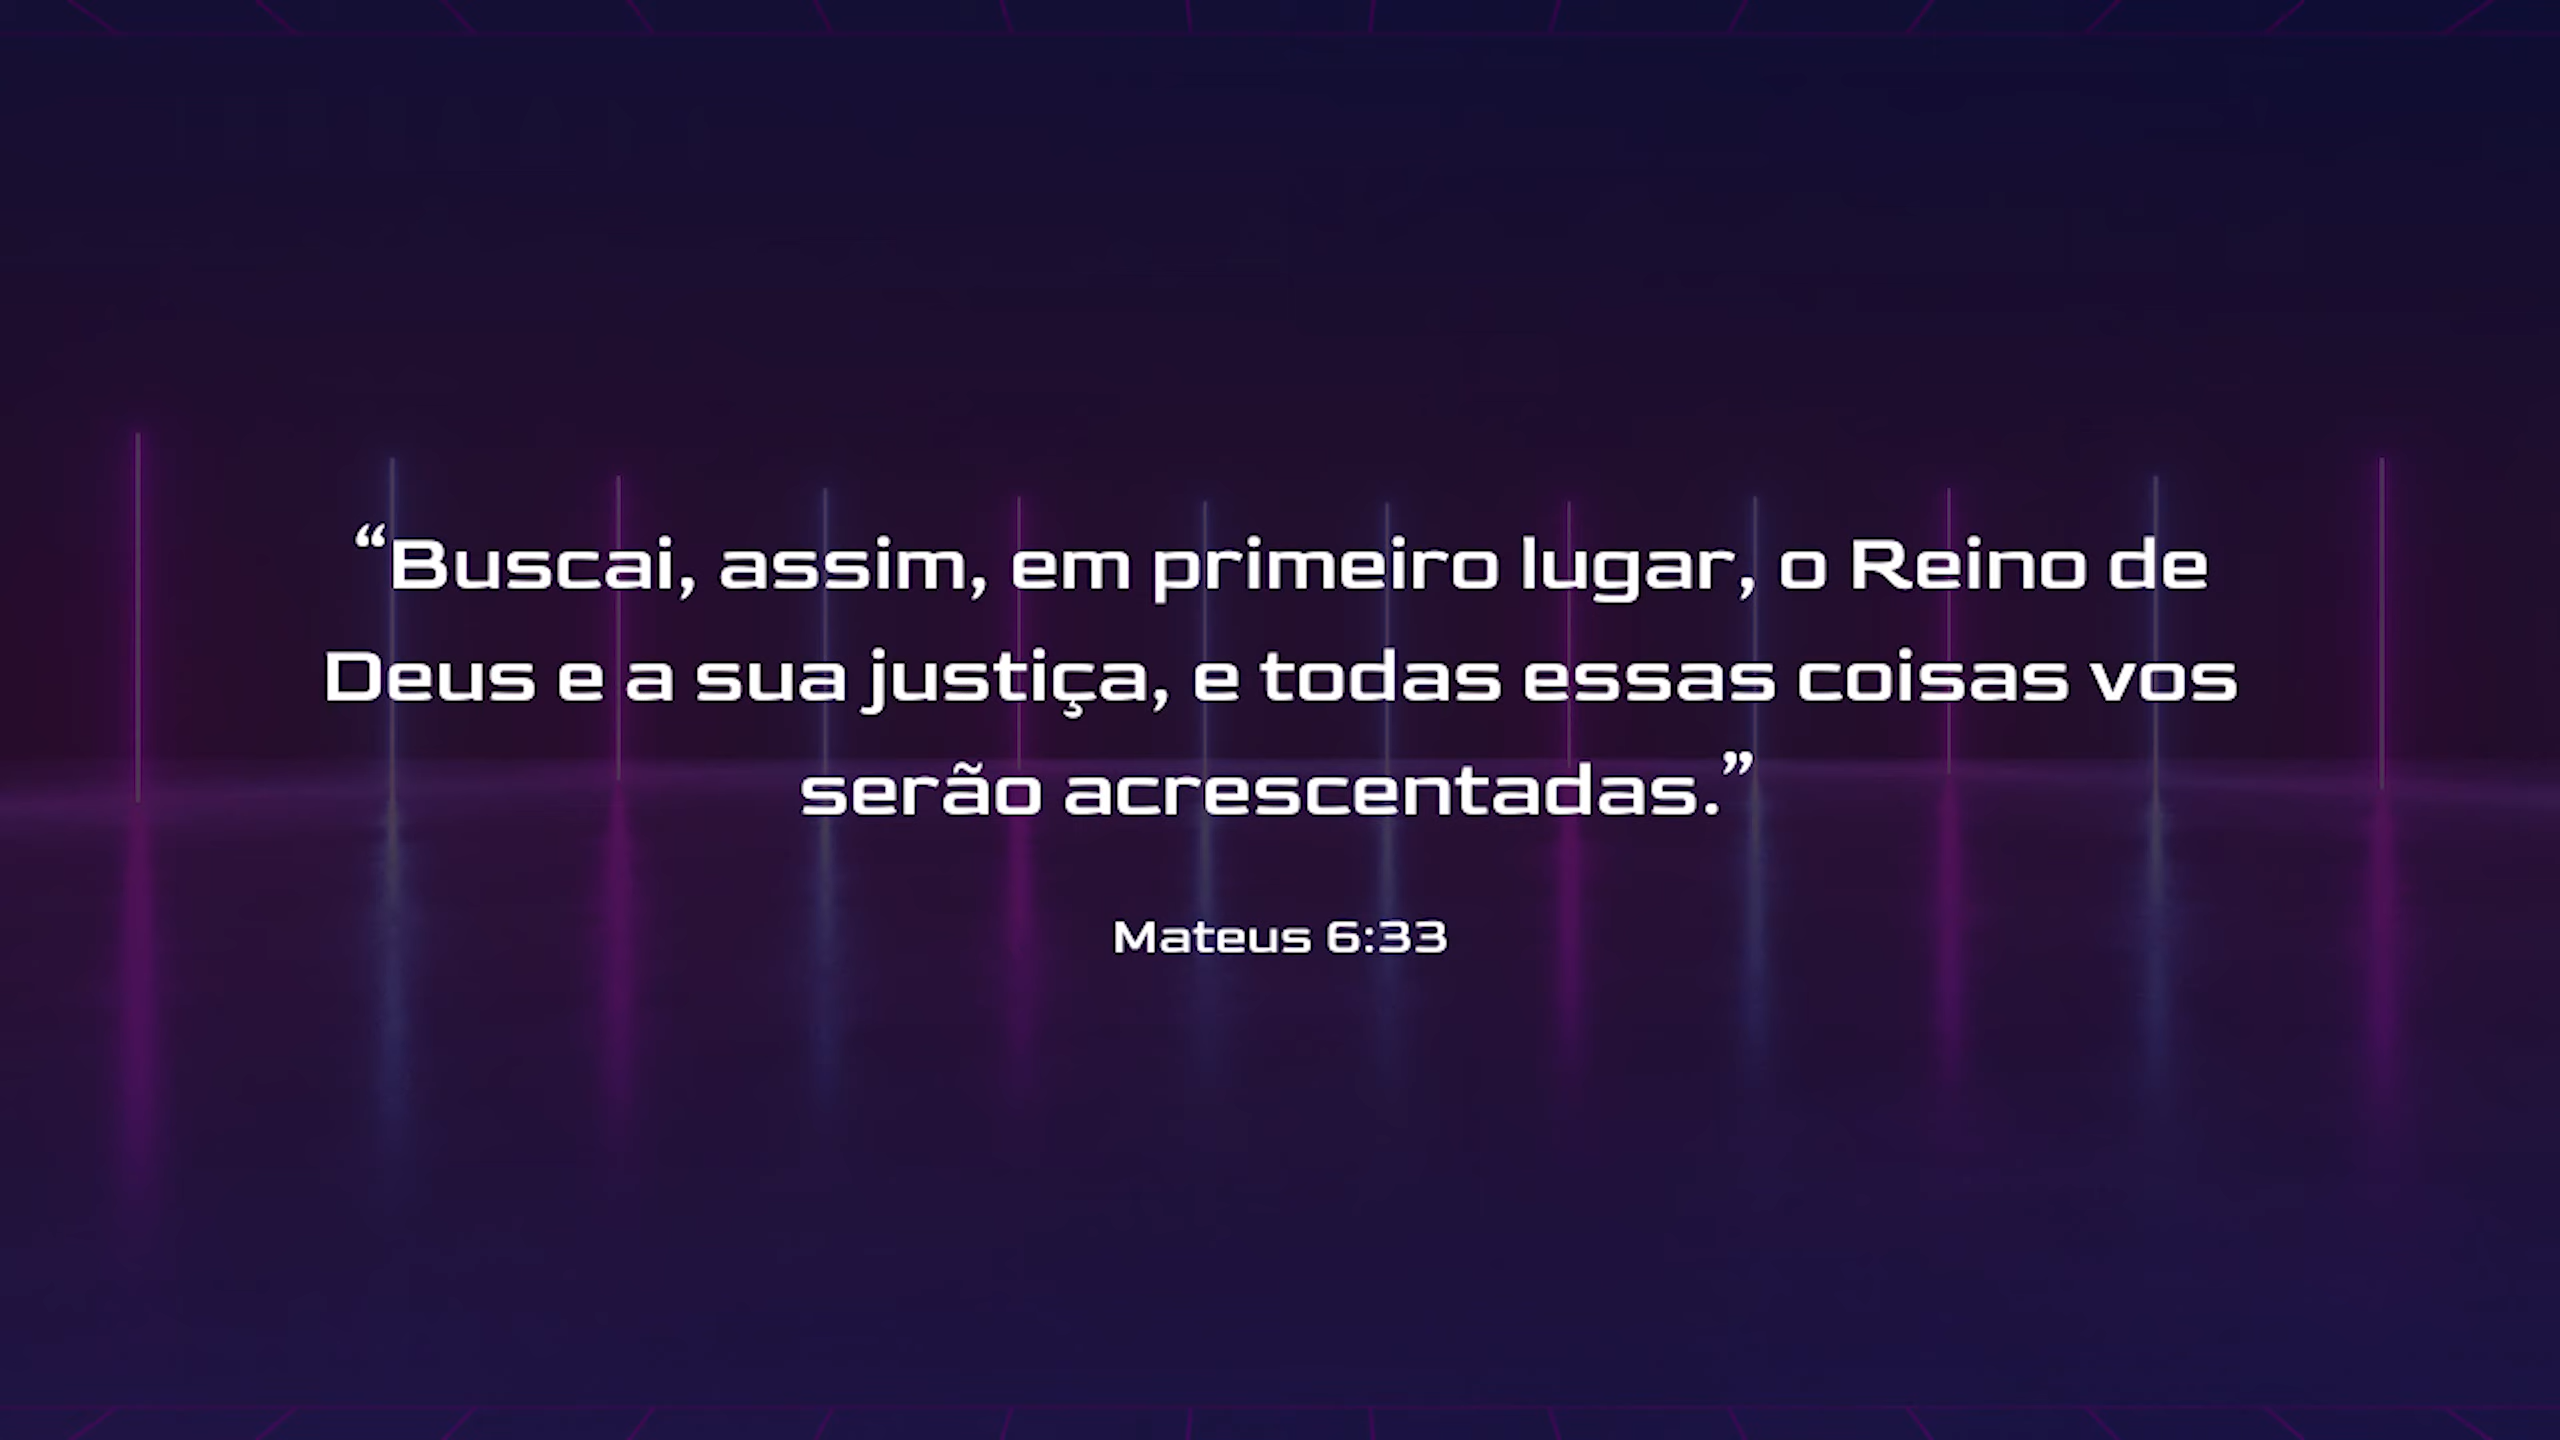 “Buscai, assim, em primeiro lugar, o Reino de
Deus e a sua justiça, e todas essas coisas vos
serão acrescentadas.”
Mateus 6:33